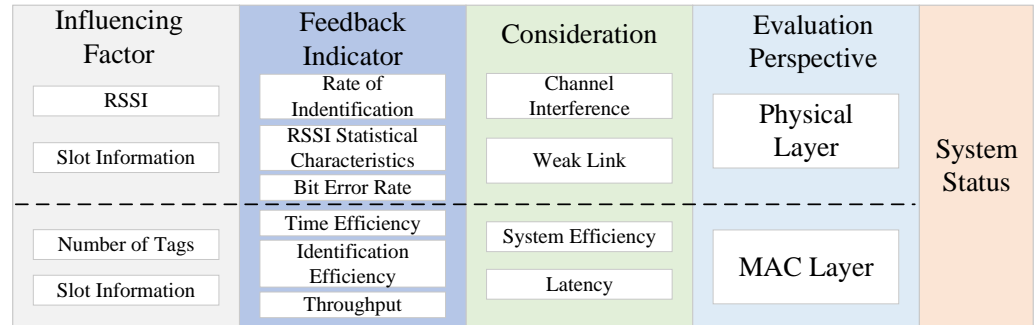 Influencing
Factor
RSSI
Slot Information
Number of Tags
Slot Information
Feedback
Indicator
Rate of
Indentification
RSSI Statistical
Characteristics
Bit Error Rate
Time Efficiency
Identification
Efficiency
Throughput
Consideration
Channel
Interference
Weak Link
System Efficiency
Latency
Evaluation
Perspective
Physical
Layer
MAC Layer
System
Status